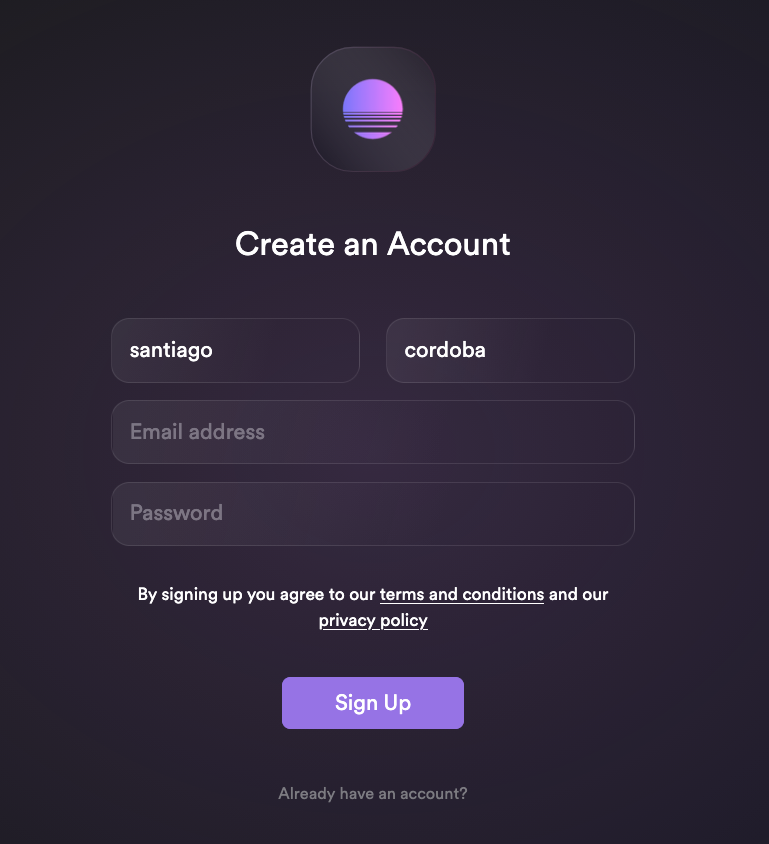 Create an Account
santiago cordoba
Email address
Password
By signing up you agree to our terms and conditions and our
privacy policy
Sign Up
Already have an account?